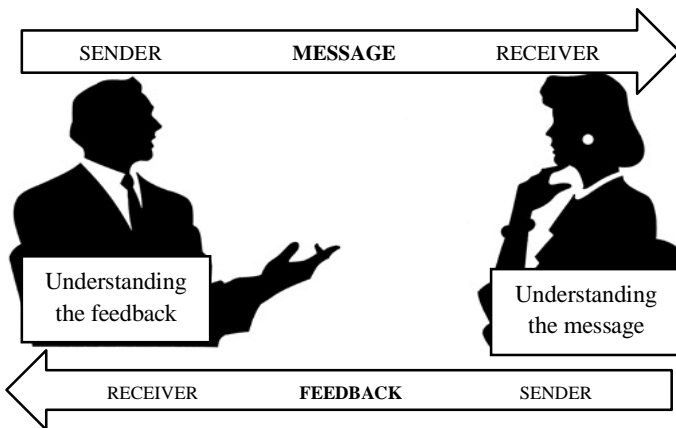 SENDER MESSAGE RECEIVER
Understanding
the feedback
Understanding
the message
RECEIVER FEEDBACK SENDER